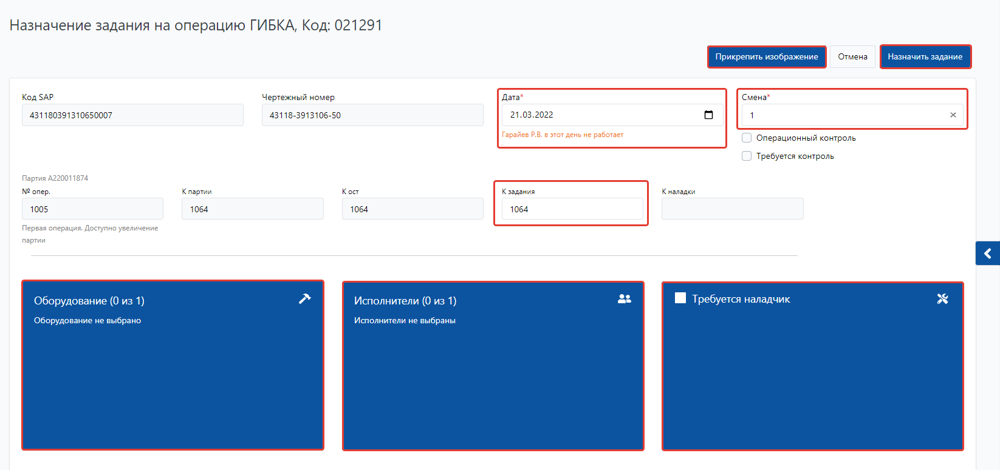 Назначение задания на операцию ГИБКА, Код: 021291
Прикрепить изображение
Отмена
Назначить задание
Код SAP
Чертежный номер
Дата*
Смена*
431180391310650007
43118-3913106-50
21.03.2022
1
Гарайев Р.В. в этот день не работает
Операционный контроль
Требуется контроль
Партия А220011874
№ опер.
К партии
К ост
К задания
К наладки
1005
1064
1064
1064
Первая операция. Доступно увеличение
партии
Оборудование (0 из 1)
Оборудование не выбрано
Исполнители (0 из 1)
Исполнители не выбраны
Требуется наладчик